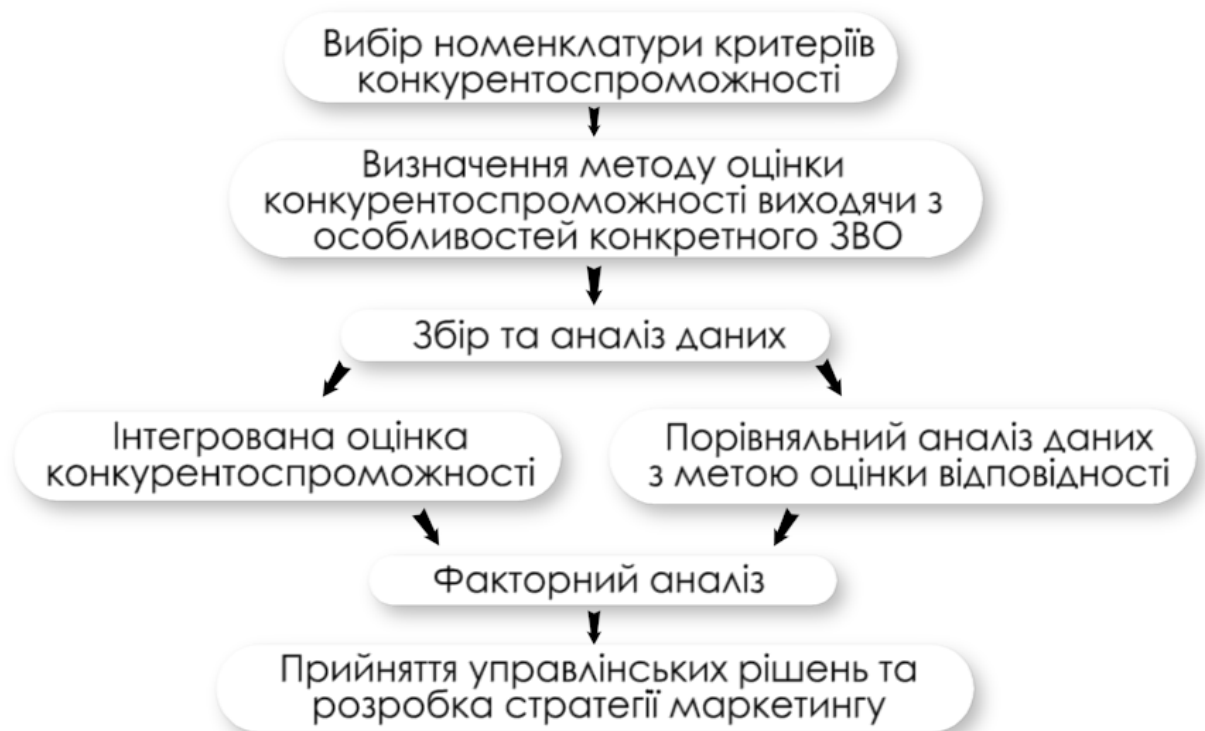 Вибір номенклатури критеріїв
конкурентоспроможності
Визначення методу оцінки
конкурентоспроможності виходячи з
особливостей конкретного ЗВО
Збір та аналіз даних
Інтегрована оцінка
конкурентоспроможності
Порівняльний аналіз даних
з метою оцінки відповідності
Факторний аналіз
Прийняття управлінських рішень та
розробка стратегії маркетингу